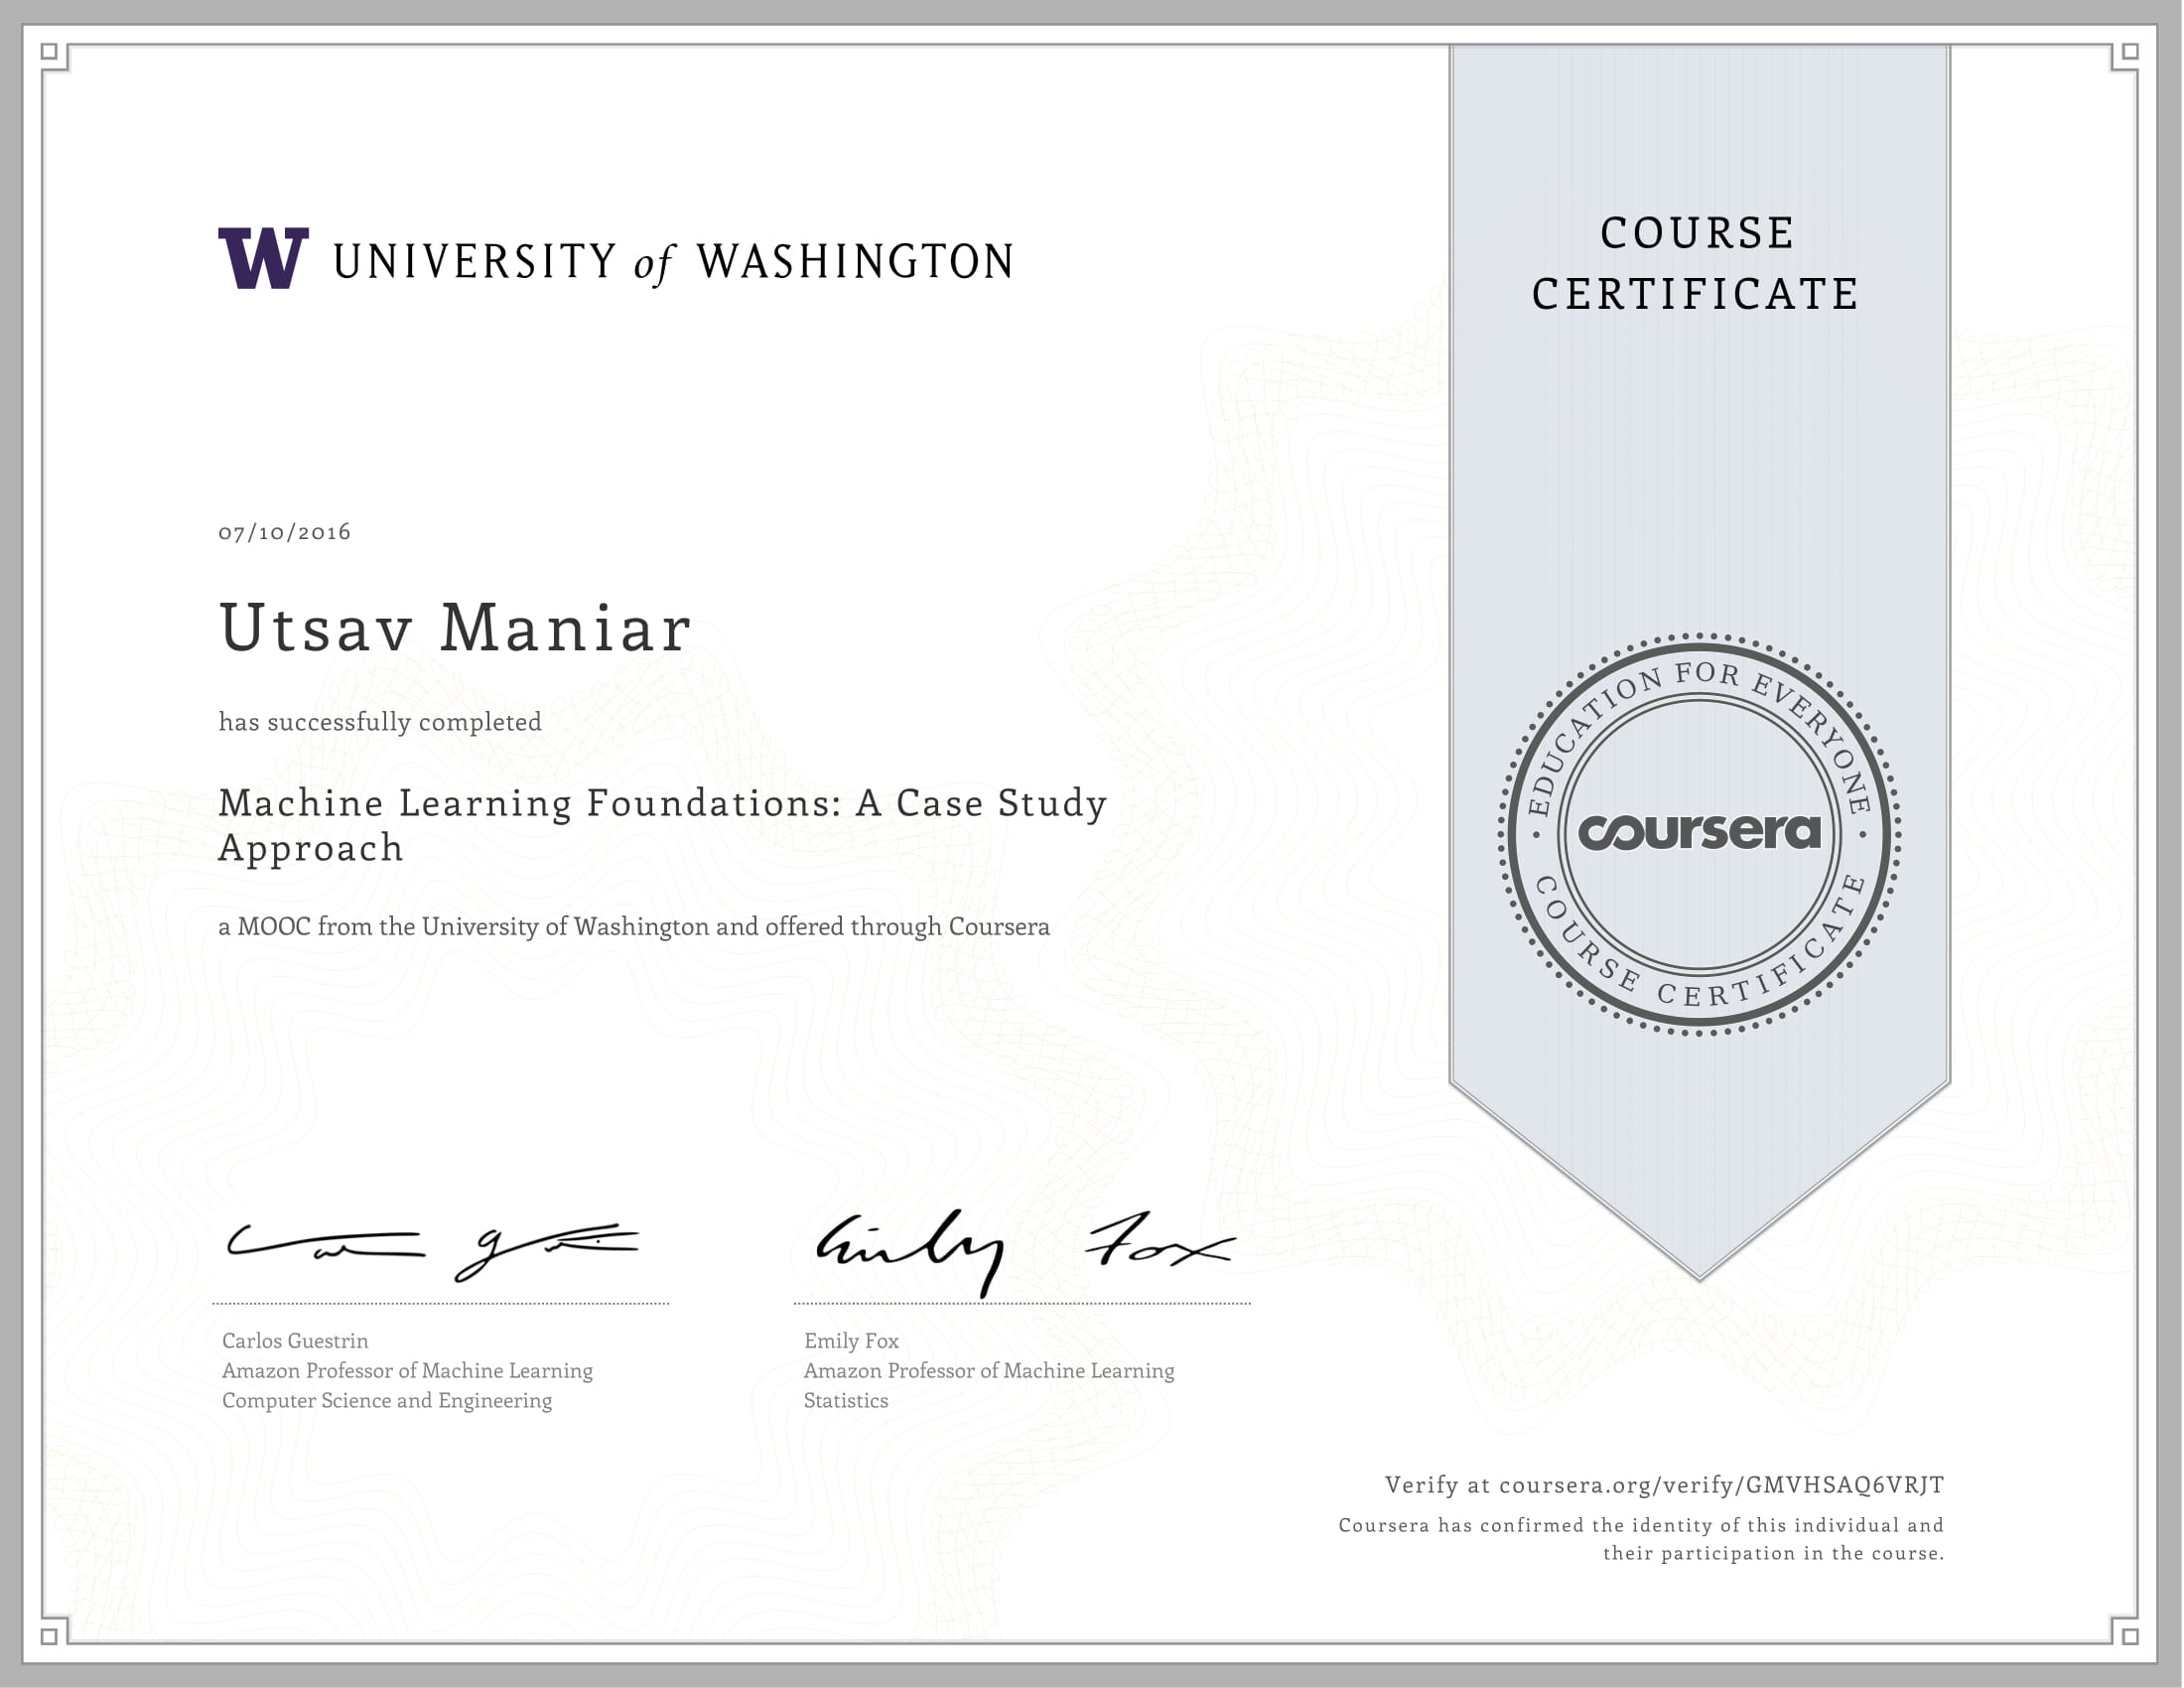 W UNIVERSITY of WASHINGTON
COURSE
CERTIFICATE
07/10/2016
Utsav Maniar
has successfully completed
Machine Learning Foundations: A Case Study
Approach
a MOOC from the University of Washington and offered through Coursera
EDUCATION FOR EVERYONE
coursera
COURSE CERTIFICATE
Carlos Guestrin
Amazon Professor of Machine Learning
Computer Science and Engineering
Emily Fox
Emily Fox
Amazon Professor of Machine Learning
Statistics
Verify at coursera.org/verify/GMVHSAQ6VRJT
Coursera has confirmed the identity of this individual and
their participation in the course.